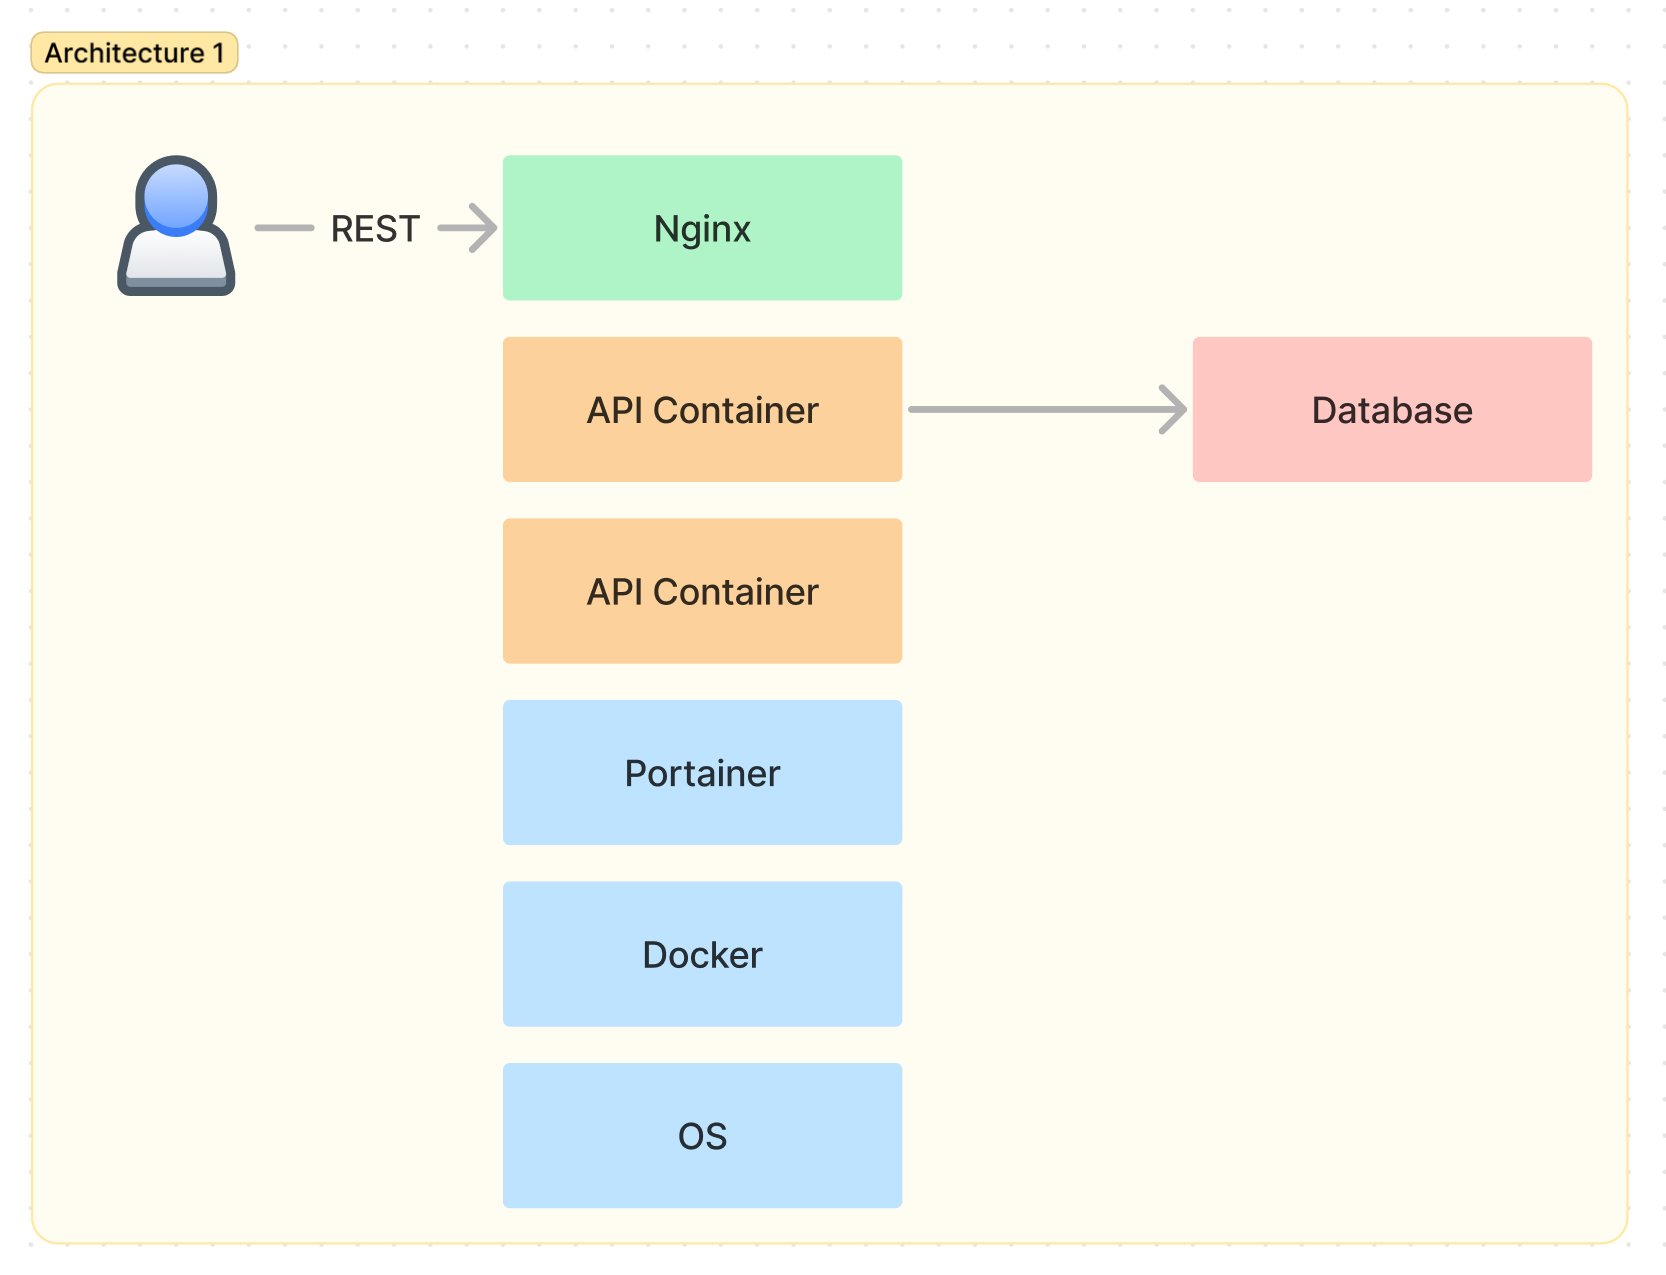 Architecture 1
REST
Nginx
API Container
Database
API Container
Portainer
Docker
OS